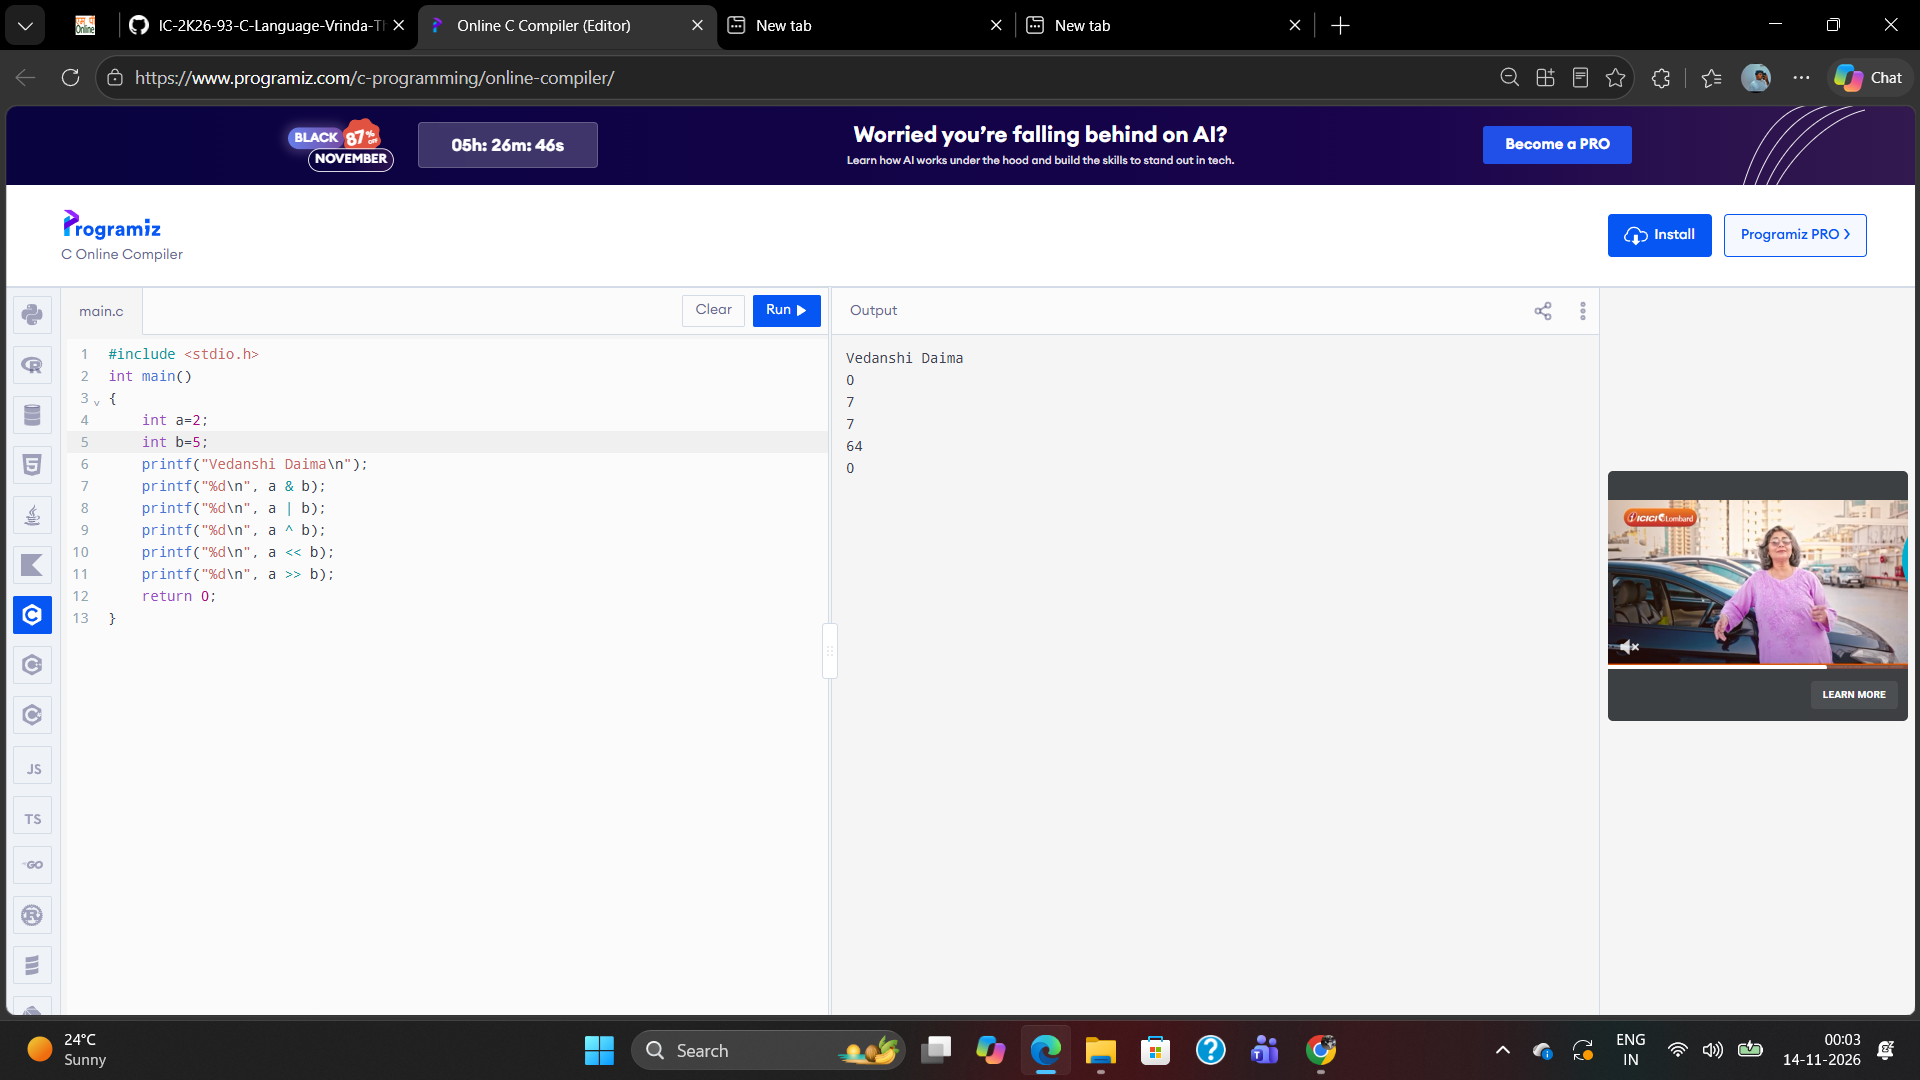 एम पी
Online
IC-2K26-93-C-Language-Vrinda-Th
Online C Compiler (Editor)
New tab
New tab
https://www.programiz.com/c-programming/online-compiler/
Chat
BLACK
87% OFF
NOVEMBER
05h: 26m: 46s
Worried you’re falling behind on AI?
Learn how AI works under the hood and build the skills to stand out in tech.
Become a PRO
Programiz
C Online Compiler
Install
Programiz PRO
main.c
Clear
Run
Output
1 #include <stdio.h>
2 int main()
3 {
4 int a=2;
5 int b=5;
6 printf("Vedanshi Daima\n");
7 printf("%d\n", a & b);
8 printf("%d\n", a | b);
9 printf("%d\n", a ^ b);
10 printf("%d\n", a << b);
11 printf("%d\n", a >> b);
12 return 0;
13 }
Vedanshi Daima
0
7
7
64
0
JS
TS
GO
ICICI Lombard
LEARN MORE
24°C
Sunny
Search
ENG
IN
00:03
14-11-2026